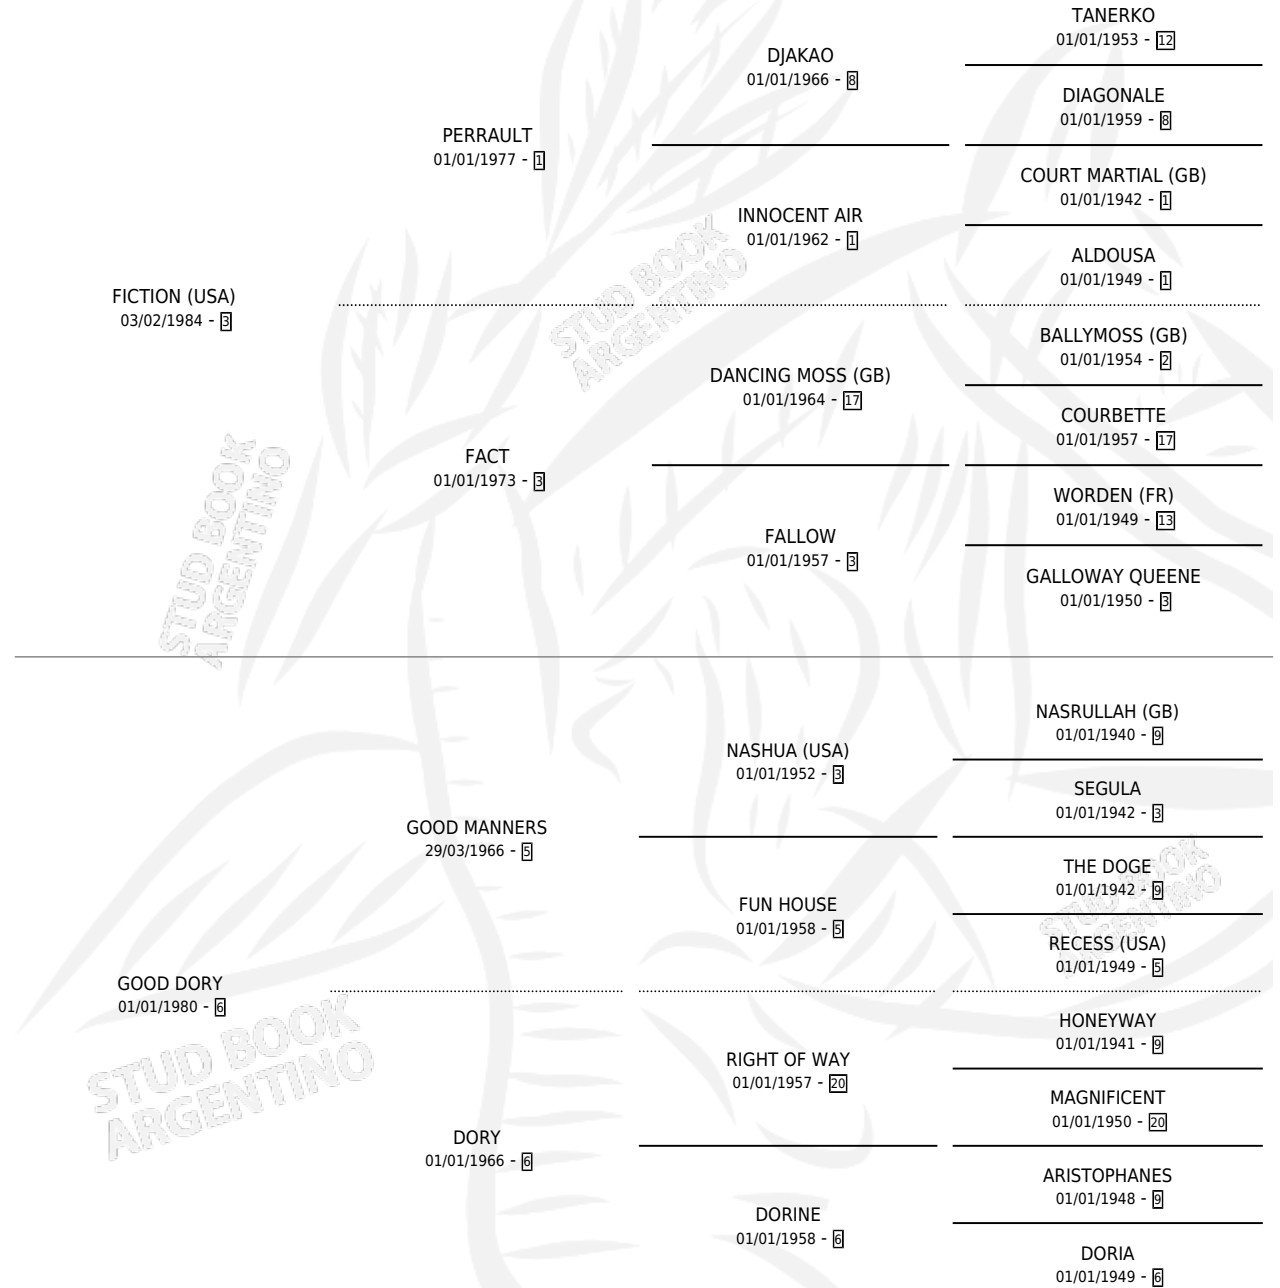 TANERKO
01/01/1953 - 12
DJAKAO
01/01/1966 - 8
DIAGONALE
01/01/1959 - 8
PERRAULT
01/01/1977 - 1
COURT MARTIAL (GB)
01/01/1942 - 1
INNOCENT AIR
01/01/1962 - 1
ALDOUSA
01/01/1949 - 1
FICTION (USA)
03/02/1984 - 3
BALLYMOSS (GB)
01/01/1954 - 2
DANCING MOSS (GB)
01/01/1964 - 17
COURBETTE
01/01/1957 - 17
FACT
01/01/1973 - 3
WORDEN (FR)
01/01/1949 - 13
FALLOW
01/01/1957 - 3
GALLOWAY QUEENE
01/01/1950 - 3
NASRULLAH (GB)
01/01/1940 - 9
NASHUA (USA)
01/01/1952 - 3
SEGULA
01/01/1942 - 3
GOOD MANNERS
29/03/1966 - 5
THE DOGE
01/01/1942 - 9
FUN HOUSE
01/01/1958 - 5
RECESS (USA)
01/01/1949 - 5
GOOD DORY
01/01/1980 - 6
HONEYWAY
01/01/1941 - 9
RIGHT OF WAY
01/01/1957 - 20
MAGNIFICENT
01/01/1950 - 20
DORY
01/01/1966 - 6
ARISTOPHANES
01/01/1948 - 9
DORINE
01/01/1958 - 6
DORIA
01/01/1949 - 6
STUD BOOK
ARGENTINO
STUD BOOK
ARGENTINO
STUD BOOK
ARGENTINO
STUD BOOK
ARGENTINO